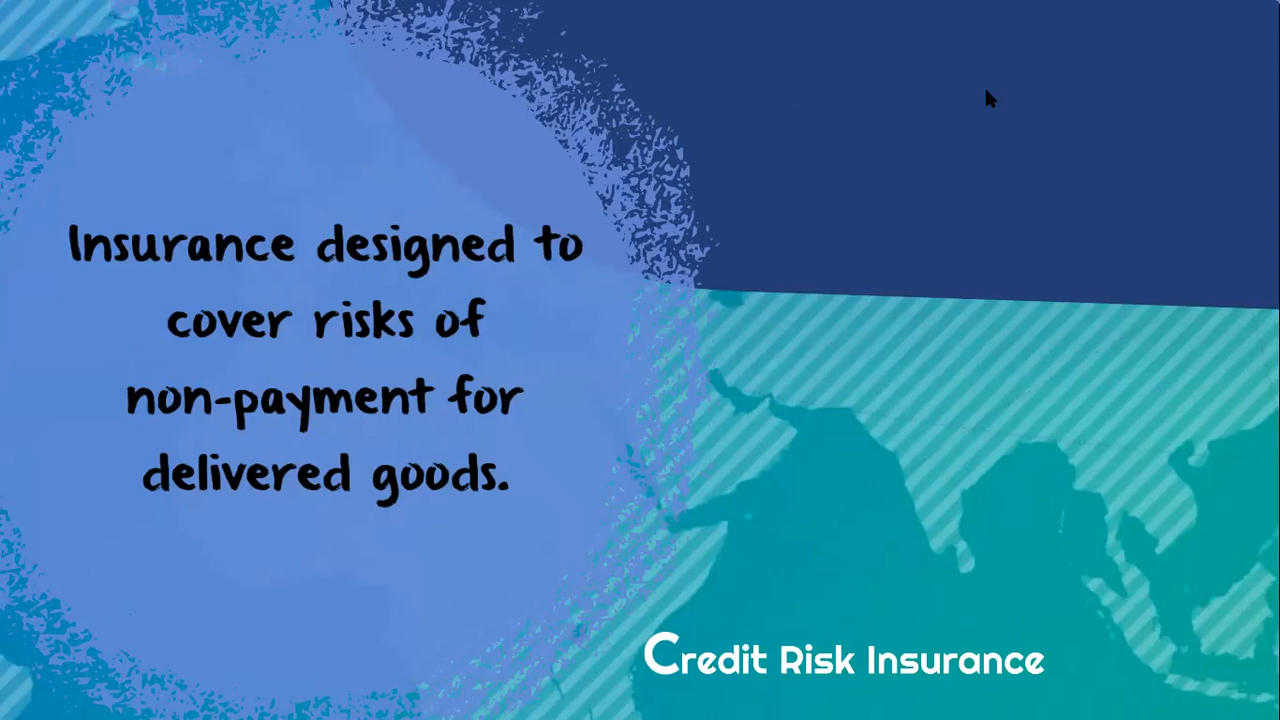 Insurance designed to
cover risks of
non-payment for
delivered goods.
Credit Risk Insurance